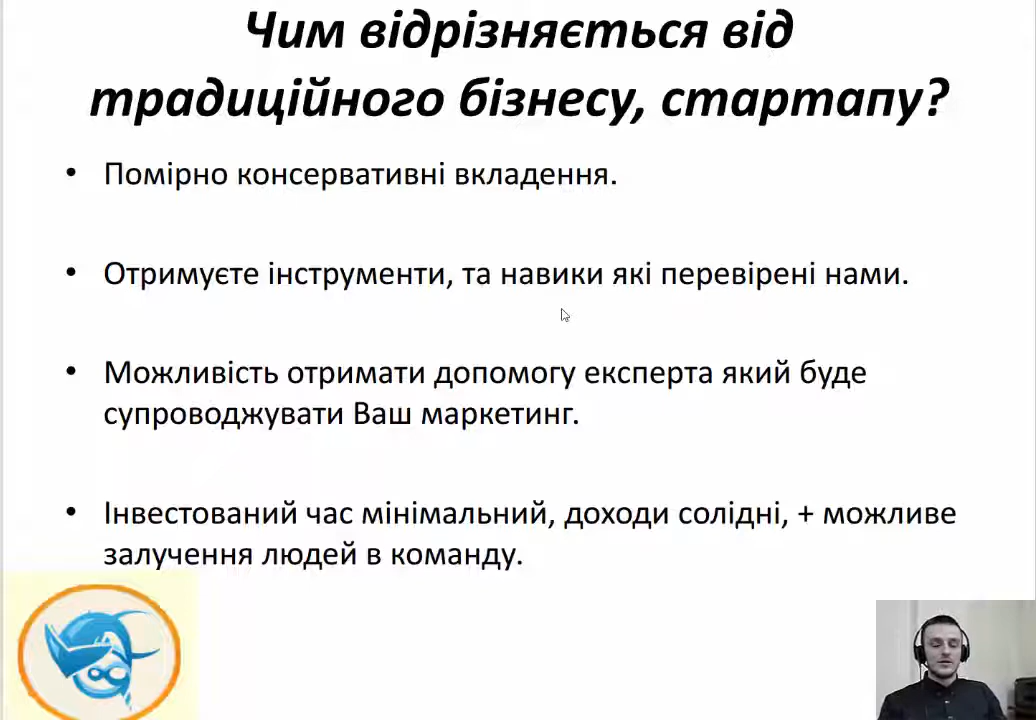 Чим відрізняється від
традиційного бізнесу, стартапу?
• Помірно консервативні вкладення.
• Отримуєте інструменти, та навики які перевірені нами.
• Можливість отримати допомогу експерта який буде
супроводжувати Ваш маркетинг.
• Інвестований час мінімальний, доходи солідні, + можливе
залучення людей в команду.